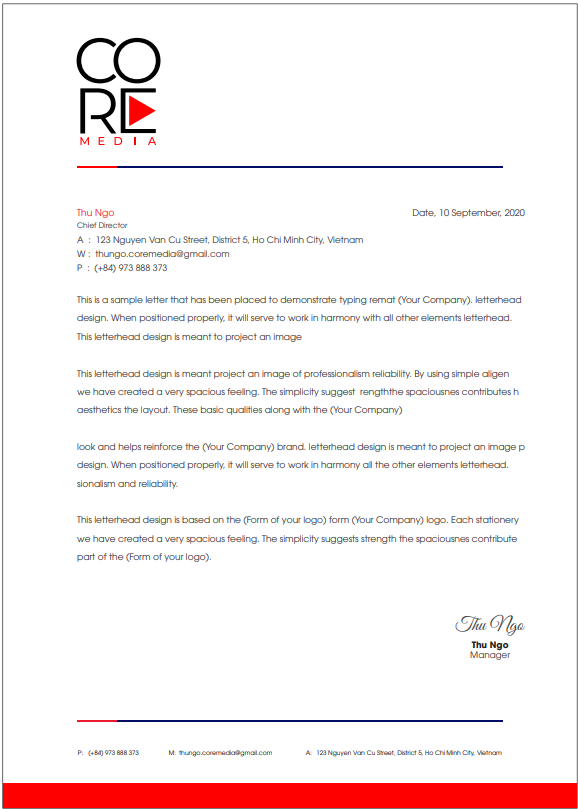 CO
RE
MEDIA
Thu Ngo
Date, 10 September, 2020
Chief Director
A : 123 Nguyen Van Cu Street, District 5, Ho Chi Minh City, Vietnam
W : thungo.coremedia@gmail.com
P : (+84) 973 888 373
This is a sample letter that has been placed to demonstrate typing remat (Your Company). letterhead
design. When positioned properly, it will serve to work in harmony with all other elements letterhead.
This letterhead design is meant to project an image
This letterhead design is meant project an image of professionalism reliability. By using simple aligen
we have created a very spacious feeling. The simplicity suggest rengththe spaciousnes contributes h
aesthetics the layout. These basic qualities along with the (Your Company)
look and helps reinforce the (Your Company) brand. letterhead design is meant to project an image p
design. When positioned properly, it will serve to work in harmony all the other elements letterhead.
sionalism and reliability.
This letterhead design is based on the (Form of your logo) form (Your Company) logo. Each stationery
we have created a very spacious feeling. The simplicity suggests strength the spaciousnes contribute
part of the (Form of your logo).
Thu Ngo
Thu Ngo
Manager
P: (+84) 973 888 373 M: thungo.coremedia@gmail.com A: 123 Nguyen Van Cu Street, District 5, Ho Chi Minh City, Vietnam